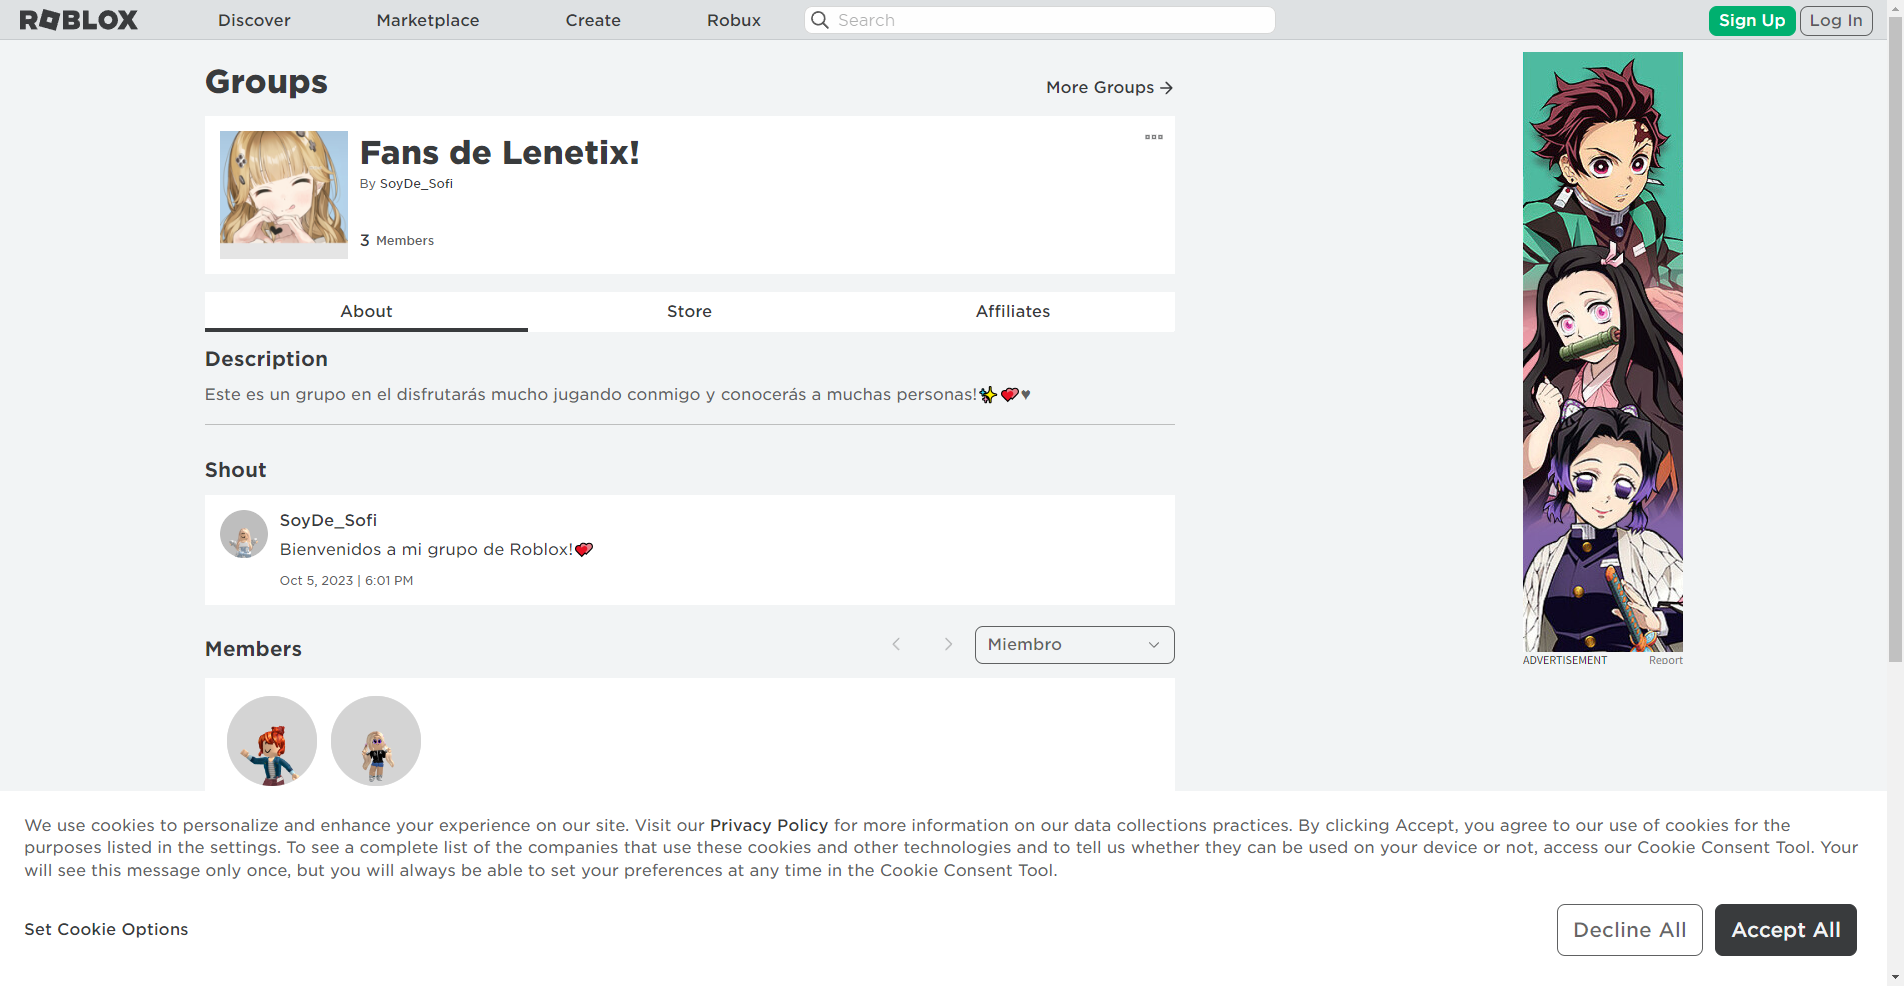 ROBLOX
Discover
Marketplace
Create
Robux
Search
Sign Up
Log In
Groups
More Groups
Fans de Lenetix!
By SoyDe_Sofi
3 Members
About
Store
Affiliates
Description
Este es un grupo en el disfrutarás mucho jugando conmigo y conocerás a muchas personas!✨💕♥
Shout
SoyDe_Sofi
Bienvenidos a mi grupo de Roblox!💕
Oct 5, 2023 | 6:01 PM
Members
Miembro
ADVERTISEMENT
Report
We use cookies to personalize and enhance your experience on our site. Visit our Privacy Policy for more information on our data collections practices. By clicking Accept, you agree to our use of cookies for the
purposes listed in the settings. To see a complete list of the companies that use these cookies and other technologies and to tell us whether they can be used on your device or not, access our Cookie Consent Tool. Your
will see this message only once, but you will always be able to set your preferences at any time in the Cookie Consent Tool.
Set Cookie Options
Decline All
Accept All